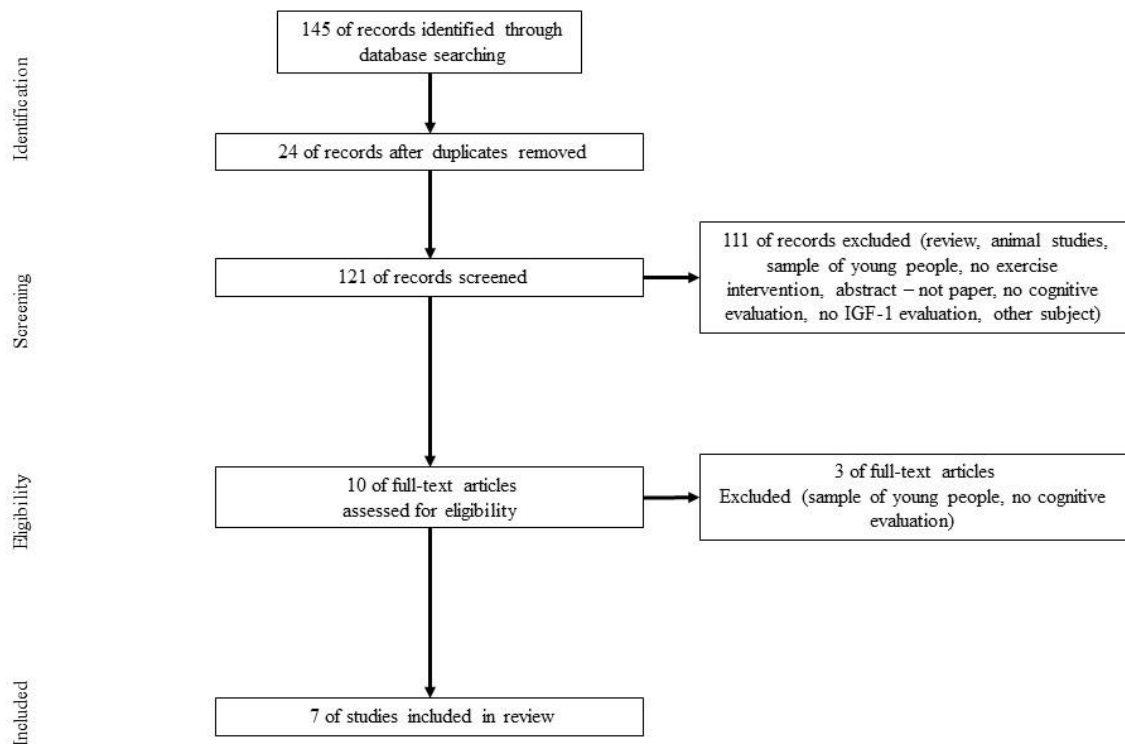 145 of records identified through
database searching
Identification
24 of records after duplicates removed
Screening
121 of records screened
111 of records excluded (review, animal studies,
sample of young people, no exercise
intervention, abstract – not paper, no cognitive
evaluation, no IGF-1 evaluation, other subject)
Eligibility
10 of full-text articles
assessed for eligibility
3 of full-text articles
Excluded (sample of young people, no cognitive
evaluation)
Included
7 of studies included in review